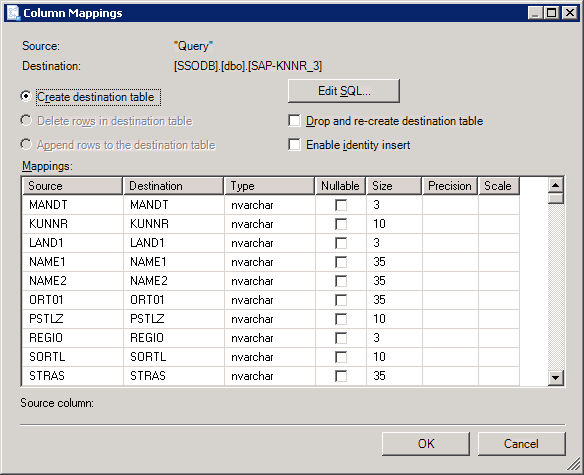 Column Mappings
Source: "Query"
Destination: [SSODB].[dbo].[SAP-KNNR_3]
Create destination table
Edit SQL...
Delete rows in destination table
Drop and re-create destination table
Append rows to the destination table
Enable identity insert
Mappings:
Source Destination Type Nullable Size Precision Scale
MANDT MANDT nvarchar 3
KUNNR KUNNR nvarchar 10
LAND1 LAND1 nvarchar 3
NAME1 NAME1 nvarchar 35
NAME2 NAME2 nvarchar 35
ORT01 ORT01 nvarchar 35
PSTLZ PSTLZ nvarchar 10
REGIO REGIO nvarchar 3
SORTL SORTL nvarchar 10
STRAS STRAS nvarchar 35
Source column:
OK Cancel